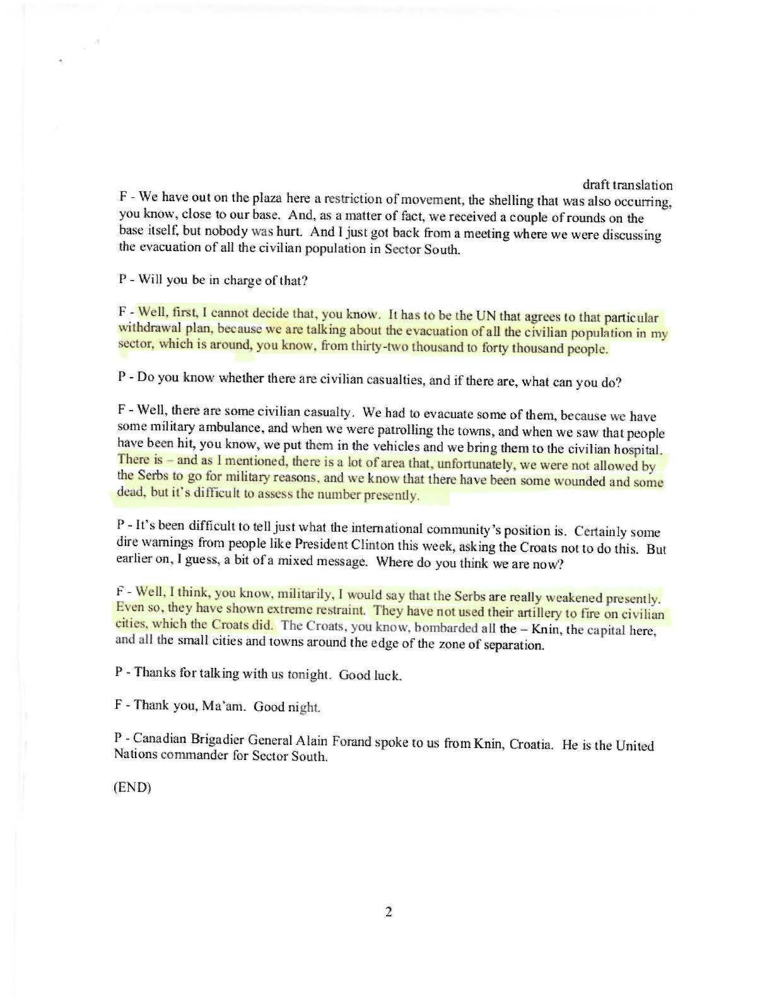 draft translation
F - We have out on the plaza here a restriction of movement, the shelling that was also occurring,
you know, close to our base.  And, as a matter of fact, we received a couple of rounds on the
base itself, but nobody was hurt.  And I just got back from a meeting where we were discussing
the evacuation of all the civilian population in Sector South.
P - Will you be in charge of that?
F - Well, first, I cannot decide that, you know.  It has to be the UN that agrees to that particular
withdrawal plan, because we are talking about the evacuation of all the civilian population in my
sector, which is around, you know, from thirty-two thousand to forty thousand people.
P - Do you know whether there are civilian casualties, and if there are, what can you do?
F - Well, there are some civilian casualty.  We had to evacuate some of them, because we have
some military ambulance, and when we were patrolling the towns, and when we saw that people
have been hit, you know, we put them in the vehicles and we bring them to the civilian hospital.
There is – and as I mentioned, there is a lot of area that, unfortunately, we were not allowed by
the Serbs to go for military reasons, and we know that there have been some wounded and some
dead, but it's difficult to assess the number presently.
P - It's been difficult to tell just what the international community's position is.  Certainly some
dire warnings from people like President Clinton this week, asking the Croats not to do this.  But
earlier on, I guess, a bit of a mixed message.  Where do you think we are now?
F - Well, I think, you know, militarily, I would say that the Serbs are really weakened presently.
Even so, they have shown extreme restraint.  They have not used their artillery to fire on civilian
cities, which the Croats did.  The Croats, you know, bombarded all the – Knin, the capital here,
and all the small cities and towns around the edge of the zone of separation.
P - Thanks for talking with us tonight.  Good luck.
F - Thank you, Ma'am.  Good night.
P - Canadian Brigadier General Alain Forand spoke to us from Knin, Croatia.  He is the United
Nations commander for Sector South.
(END)
2